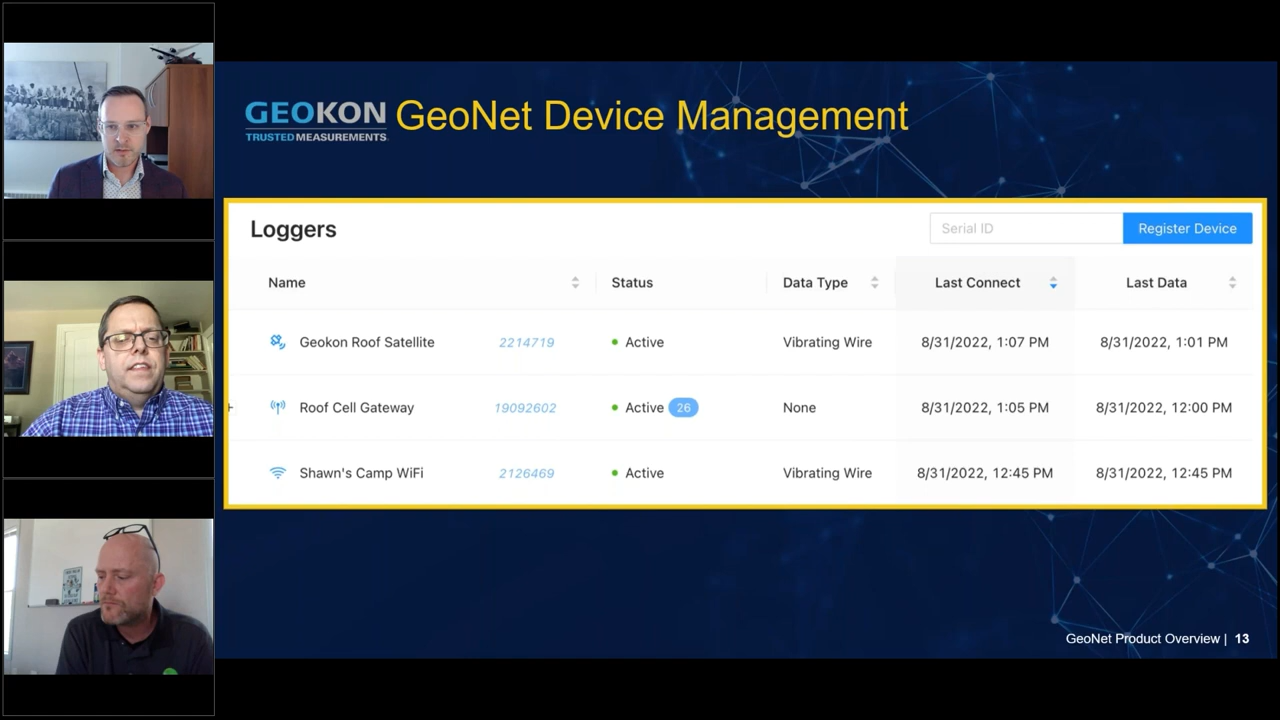 GEOKON GeoNet Device Management
TRUSTED MEASUREMENTS
Loggers Serial ID Register Device
Name Status Data Type Last Connect Last Data
Geokon Roof Satellite 2214719 Active Vibrating Wire 8/31/2022, 1:07 PM 8/31/2022, 1:01 PM
Roof Cell Gateway 19092602 Active 26 None 8/31/2022, 1:05 PM 8/31/2022, 12:00 PM
Shawn's Camp WiFi 2126469 Active Vibrating Wire 8/31/2022, 12:45 PM 8/31/2022, 12:45 PM
GeoNet Product Overview | 13